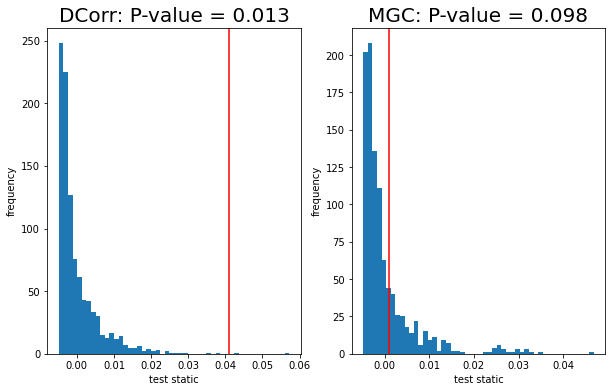 DCorr: P-value = 0.013
250
200
150
100
50
0
frequency
0.00 0.01 0.02 0.03 0.04 0.05 0.06
test static
MGC: P-value = 0.098
200
175
150
125
100
75
50
25
0
frequency
0.00 0.01 0.02 0.03 0.04
test static